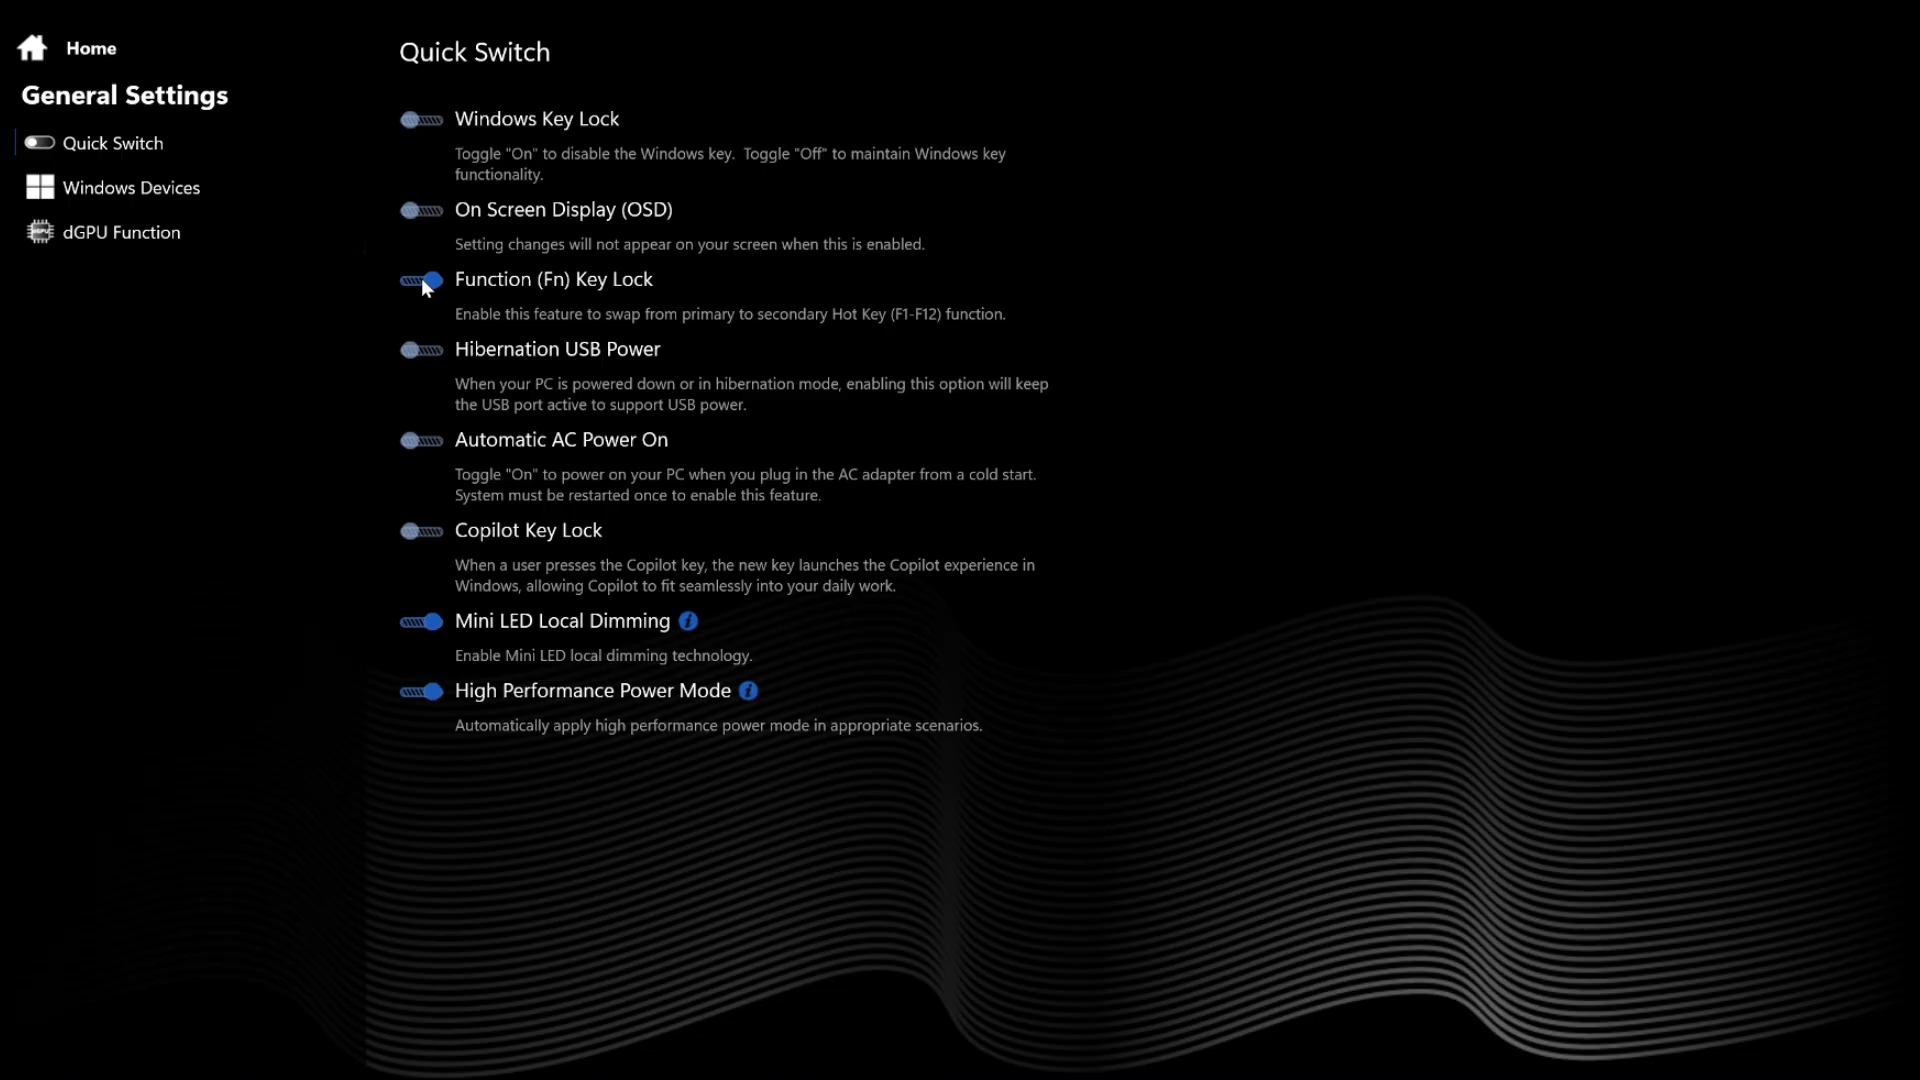 Home
General Settings
Quick Switch
Windows Devices
dGPU Function
Quick Switch
Windows Key Lock
Toggle "On" to disable the Windows key.  Toggle "Off" to maintain Windows key
functionality.
On Screen Display (OSD)
Setting changes will not appear on your screen when this is enabled.
Function (Fn) Key Lock
Enable this feature to swap from primary to secondary Hot Key (F1-F12) function.
Hibernation USB Power
When your PC is powered down or in hibernation mode, enabling this option will keep
the USB port active to support USB power.
Automatic AC Power On
Toggle "On" to power on your PC when you plug in the AC adapter from a cold start.
System must be restarted once to enable this feature.
Copilot Key Lock
When a user presses the Copilot key, the new key launches the Copilot experience in
Windows, allowing Copilot to fit seamlessly into your daily work.
Mini LED Local Dimming i
Enable Mini LED local dimming technology.
High Performance Power Mode i
Automatically apply high performance power mode in appropriate scenarios.